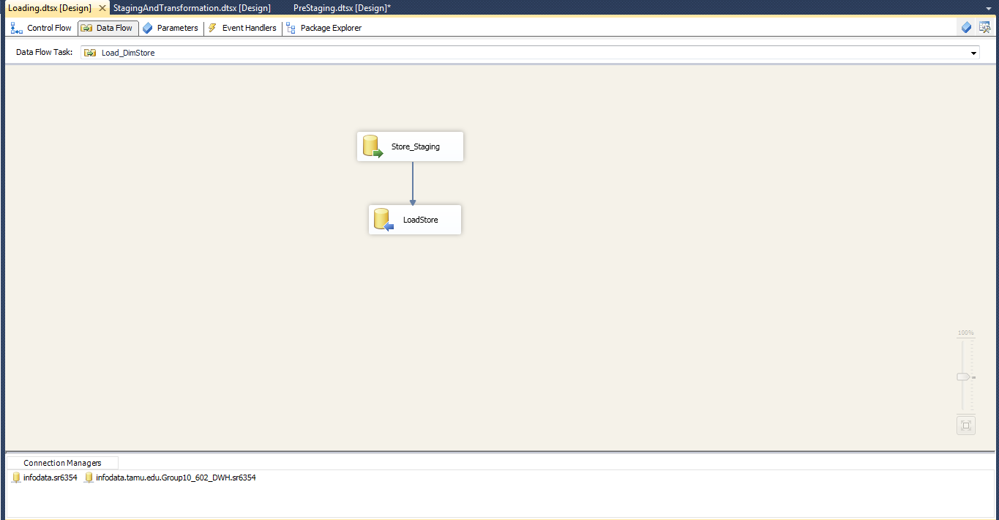 Loading.dtsx [Design] StagingAndTransformation.dtsx [Design] PreStaging.dtsx [Design]*
Control Flow Data Flow Parameters Event Handlers Package Explorer
Data Flow Task: Load_DimStore
Store_Staging
LoadStore
100%
Connection Managers
infodata.sr6354 infodata.tamu.edu.Group10_602_DWH.sr6354